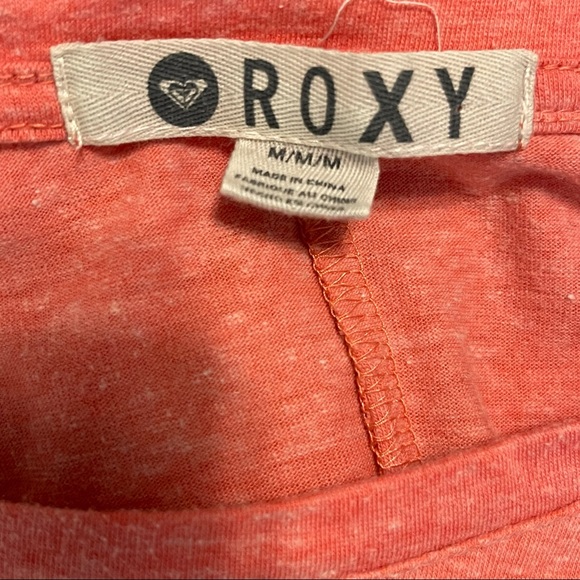 ROXY
M/M/M
MADE IN CHINA
FABRIQUE AU CHINE